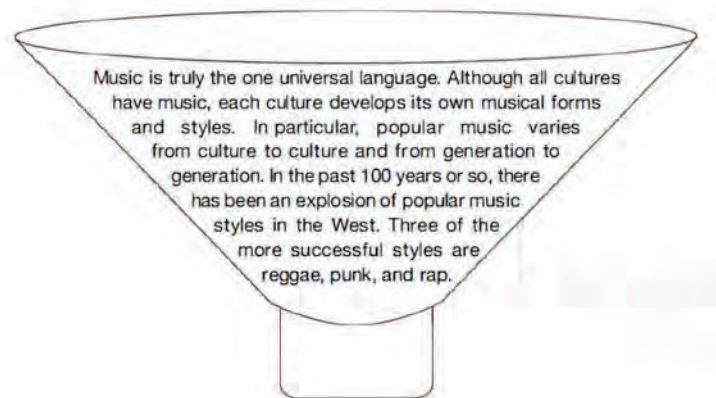 Music is truly the one universal language. Although all cultures
have music, each culture develops its own musical forms
and styles. In particular, popular music varies
from culture to culture and from generation to
generation. In the past 100 years or so, there
has been an explosion of popular music
styles in the West. Three of the
more successful styles are
reggae, punk, and rap.